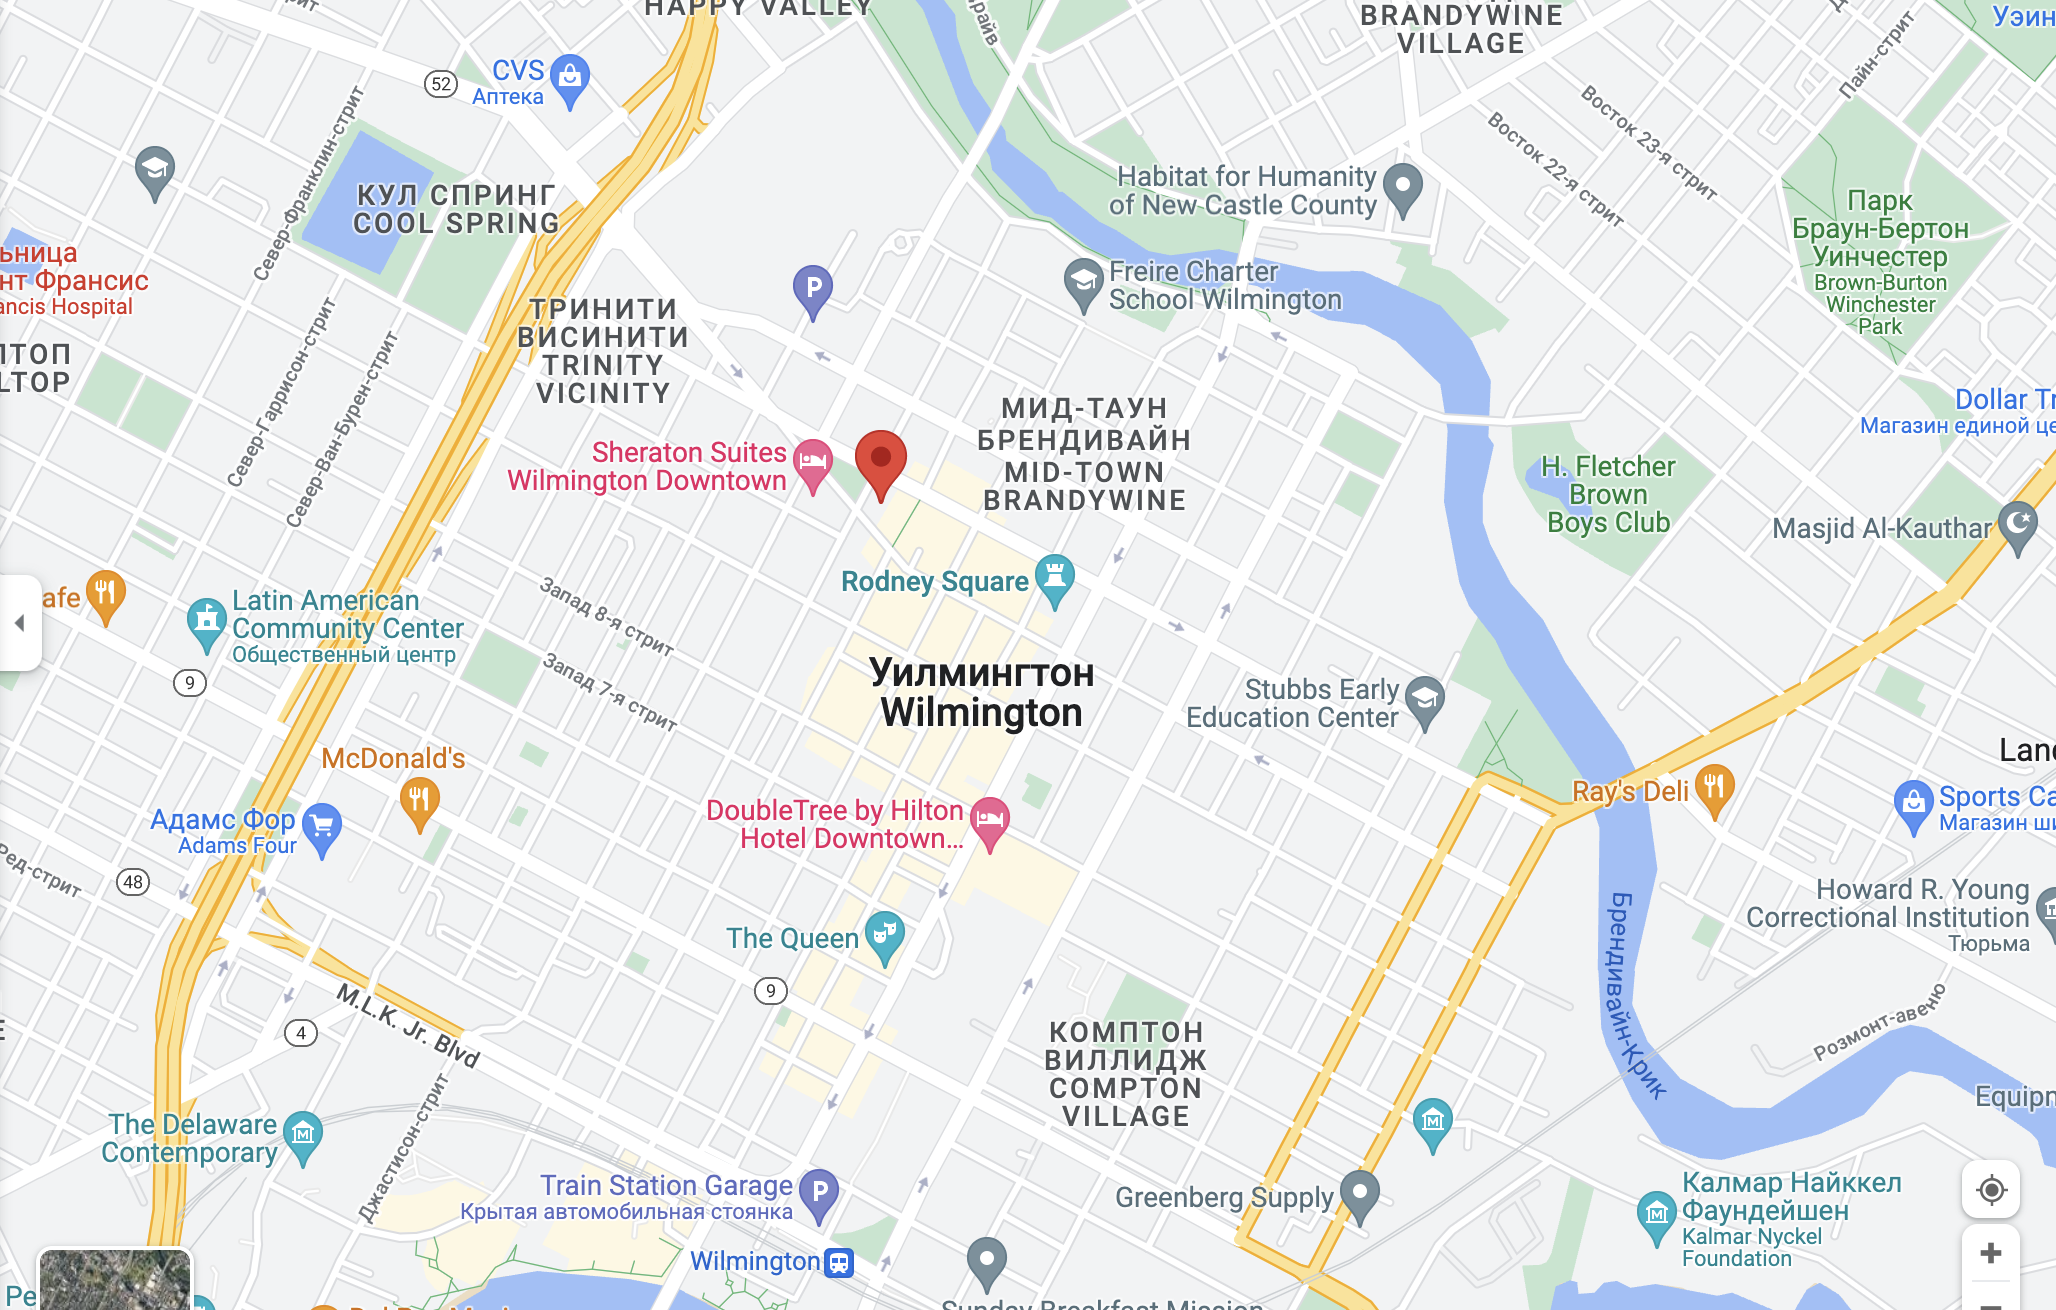 HAPPY VALLEY
BRANDYWINE
VILLAGE
52
CVS
Аптека
Север-Франклин-стрит
КУЛ СПРИНГ
COOL SPRING
Пайн-стрит
Восток 23-я стрит
Восток 22-я стрит
Habitat for Humanity
of New Castle County
Парк
Браун-Бертон
Уинчестер
Brown-Burton
Winchester
Park
ьница
нт Франсис
ancis Hospital
P
Freire Charter
School Wilmington
ТРИНИТИ
ВИСИНИТИ
TRINITY
VICINITY
ЛТОП
LTOP
Север-Гаррисон-стрит
Север-Ван-Бурен-стрит
МИД-ТАУН
БРЕНДИВАЙН
MID-TOWN
BRANDYWINE
Dollar Tr
Магазин единой це
Sheraton Suites
Wilmington Downtown
H. Fletcher
Brown
Boys Club
Masjid Al-Kauthar
Rodney Square
Запад 8-я стрит
afe
Latin American
Community Center
Общественный центр
9
Запад 7-я стрит
Уилмингтон
Wilmington
Stubbs Early
Education Center
McDonald's
Ray's Deli
Адамс Фор
Adams Four
DoubleTree by Hilton
Hotel Downtown...
Sports Ca
Магазин ши
48
Ред-стрит
Howard R. Young
Correctional Institution
Тюрьма
The Queen
Брендивайн-Крик
9
M.L.K. Jr. Blvd
4
Розмонт-авеню
КОМПТОН
ВИЛЛИДЖ
COMPTON
VILLAGE
Equipm
The Delaware
Contemporary
Джастисон-стрит
Train Station Garage
Крытая автомобильная стоянка
P
Greenberg Supply
Калмар Найккел
Фаундейшен
Kalmar Nyckel
Foundation
Wilmington
Sunday Breakfast Mission